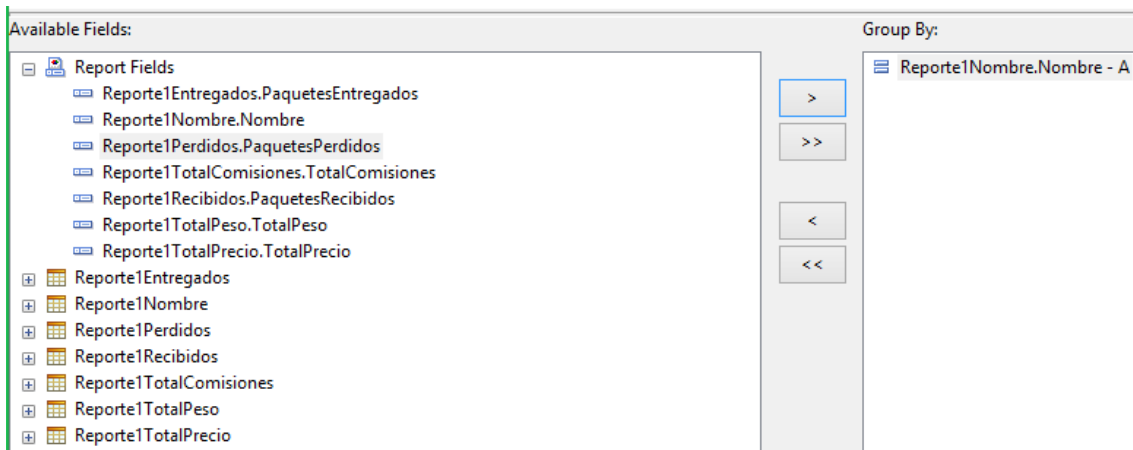 Available Fields:
Report Fields
Reporte1Entregados.PaquetesEntregados
Reporte1Nombre.Nombre
Reporte1Perdidos.PaquetesPerdidos
Reporte1TotalComisiones.TotalComisiones
Reporte1Recibidos.PaquetesRecibidos
Reporte1TotalPeso.TotalPeso
Reporte1TotalPrecio.TotalPrecio
Reporte1Entregados
Reporte1Nombre
Reporte1Perdidos
Reporte1Recibidos
Reporte1TotalComisiones
Reporte1TotalPeso
Reporte1TotalPrecio
>
>>
<
<<
Group By:
Reporte1Nombre.Nombre - A